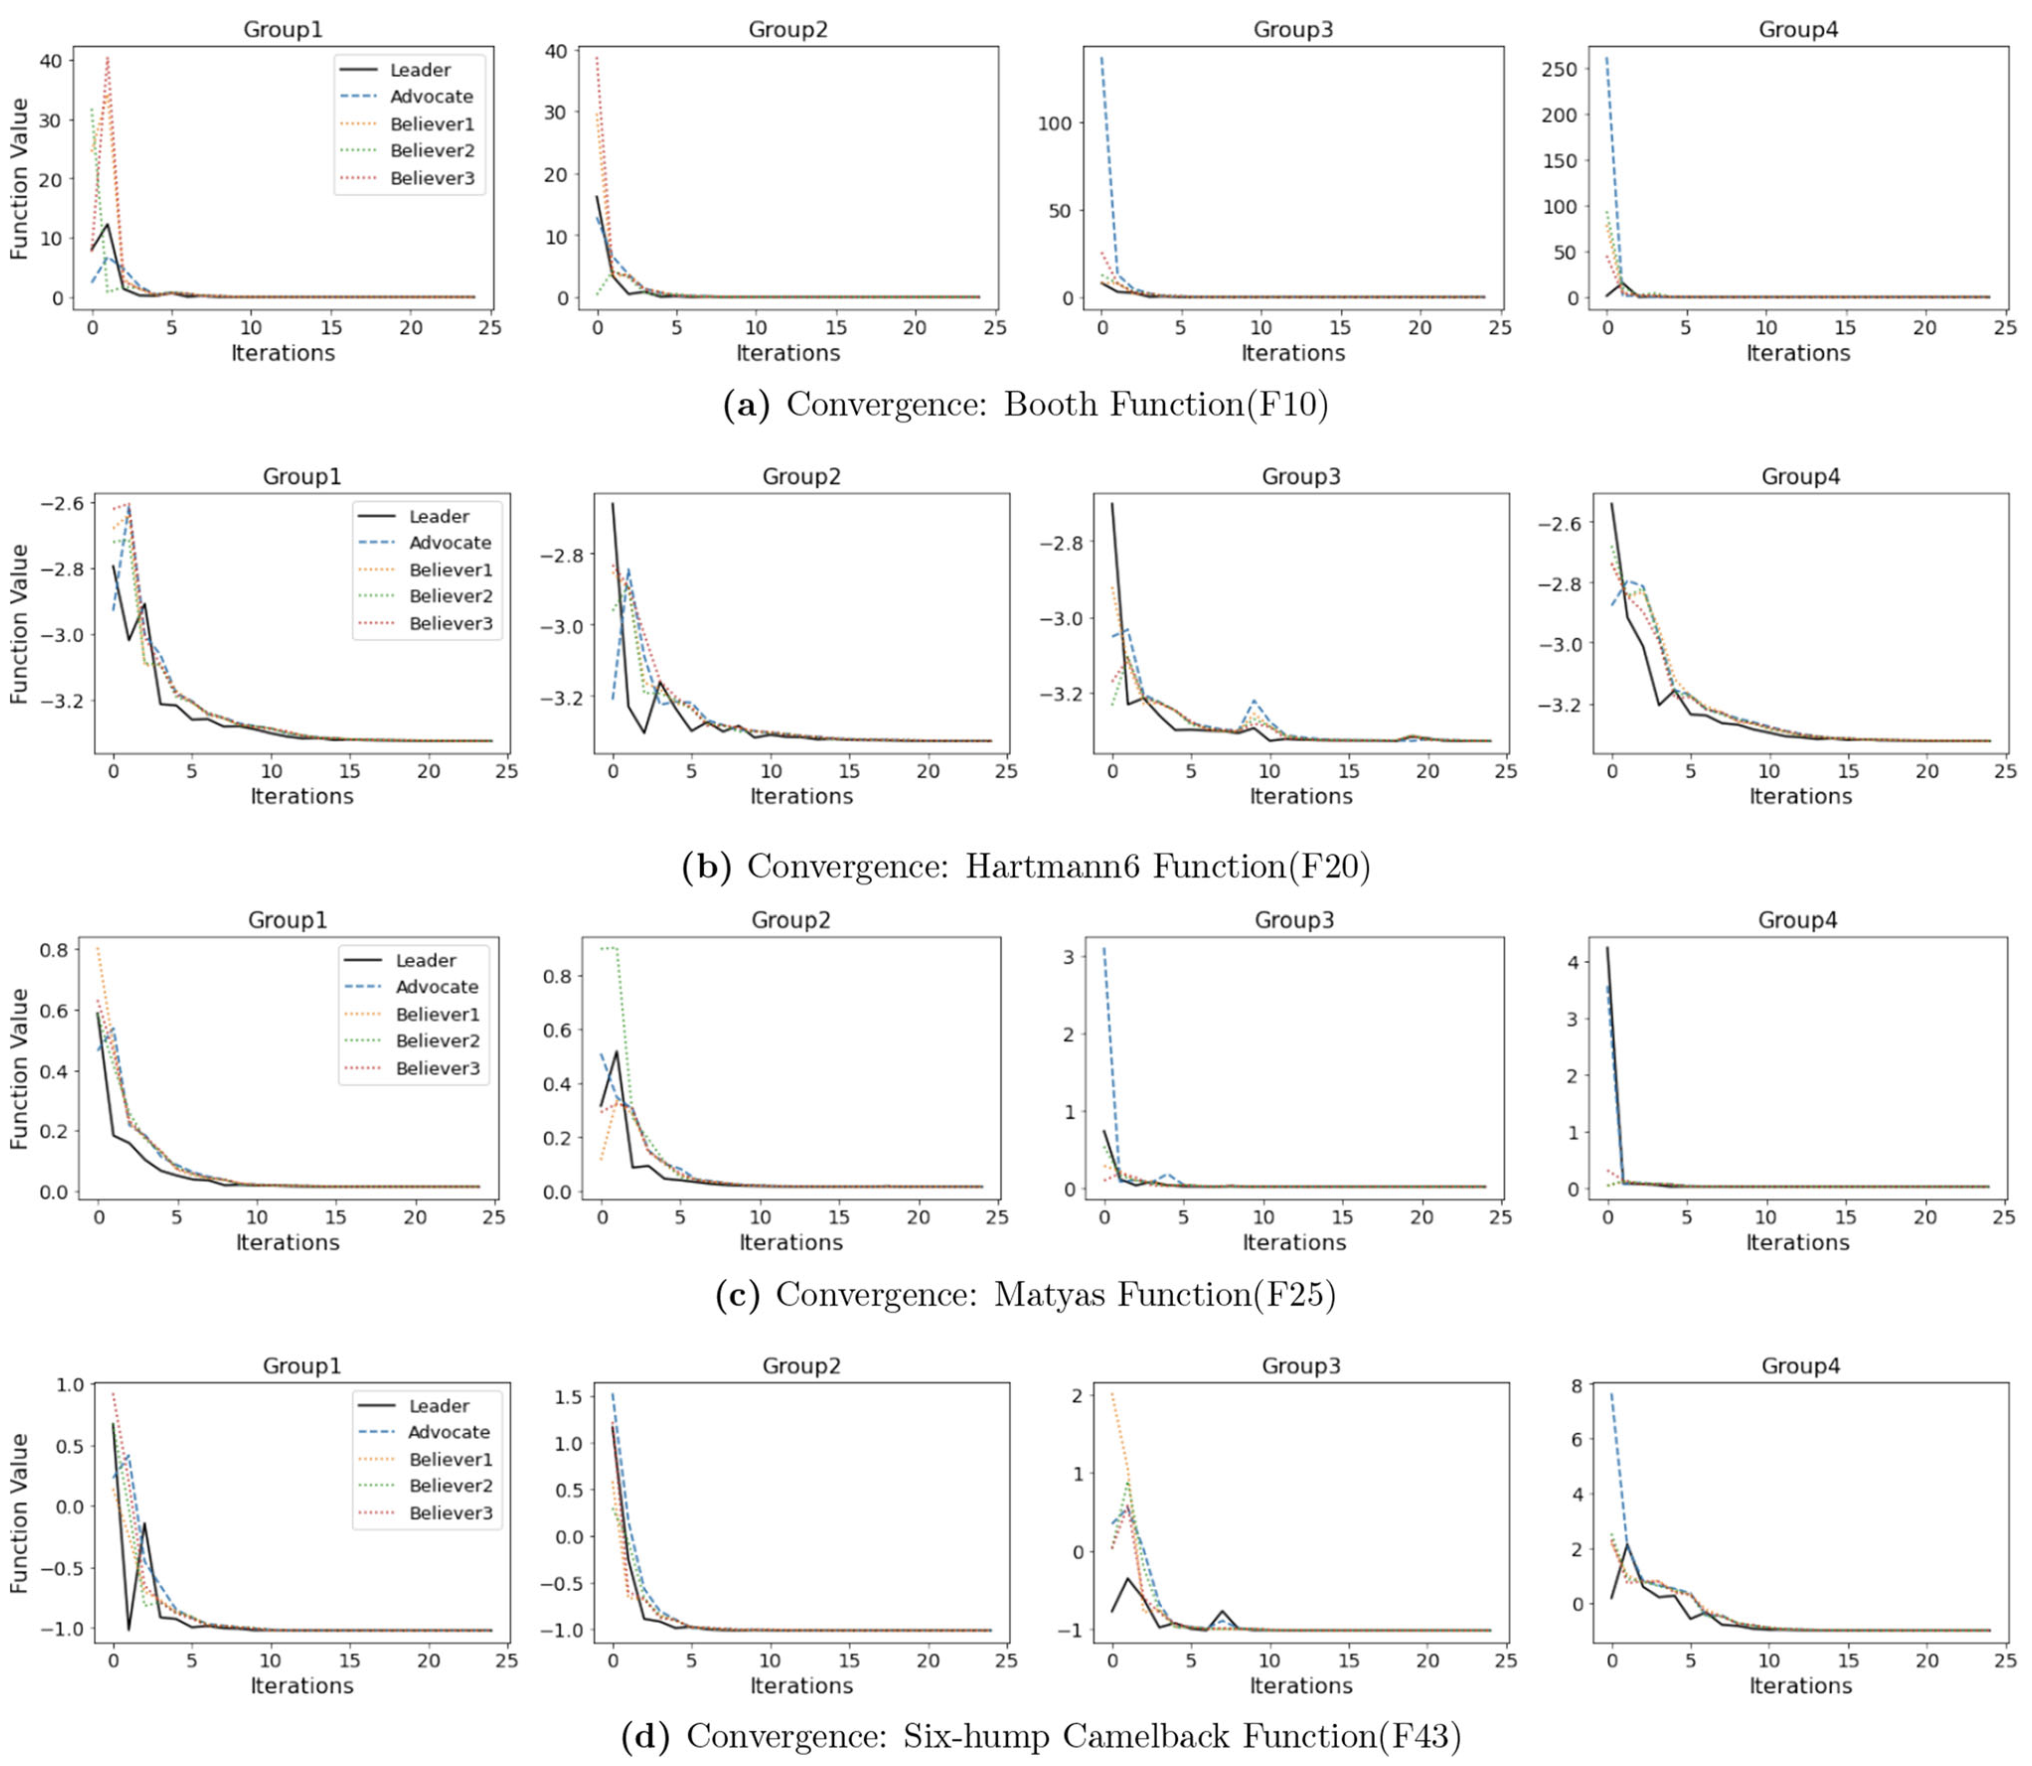 Group1 Group2 Group3 Group4
Function Value
40
30
20
10
0
Leader
Advocate
Believer1
Believer2
Believer3
0 5 10 15 20 25
Iterations
40
30
20
10
0
0 5 10 15 20 25
Iterations
100
50
0
0 5 10 15 20 25
Iterations
250
200
150
100
50
0
0 5 10 15 20 25
Iterations
(a) Convergence: Booth Function(F10)
Group1 Group2 Group3 Group4
Function Value
−2.6
−2.8
−3.0
−3.2
Leader
Advocate
Believer1
Believer2
Believer3
0 5 10 15 20 25
Iterations
−2.8
−3.0
−3.2
0 5 10 15 20 25
Iterations
−2.8
−3.0
−3.2
0 5 10 15 20 25
Iterations
−2.6
−2.8
−3.0
−3.2
0 5 10 15 20 25
Iterations
(b) Convergence: Hartmann6 Function(F20)
Group1 Group2 Group3 Group4
Function Value
0.8
0.6
0.4
0.2
0.0
Leader
Advocate
Believer1
Believer2
Believer3
0 5 10 15 20 25
Iterations
0.8
0.6
0.4
0.2
0.0
0 5 10 15 20 25
Iterations
3
2
1
0
0 5 10 15 20 25
Iterations
4
3
2
1
0
0 5 10 15 20 25
Iterations
(c) Convergence: Matyas Function(F25)
Group1 Group2 Group3 Group4
Function Value
1.0
0.5
0.0
−0.5
−1.0
Leader
Advocate
Believer1
Believer2
Believer3
0 5 10 15 20 25
Iterations
1.5
1.0
0.5
0.0
−0.5
−1.0
0 5 10 15 20 25
Iterations
2
1
0
−1
0 5 10 15 20 25
Iterations
8
6
4
2
0
0 5 10 15 20 25
Iterations
(d) Convergence: Six-hump Camelback Function(F43)